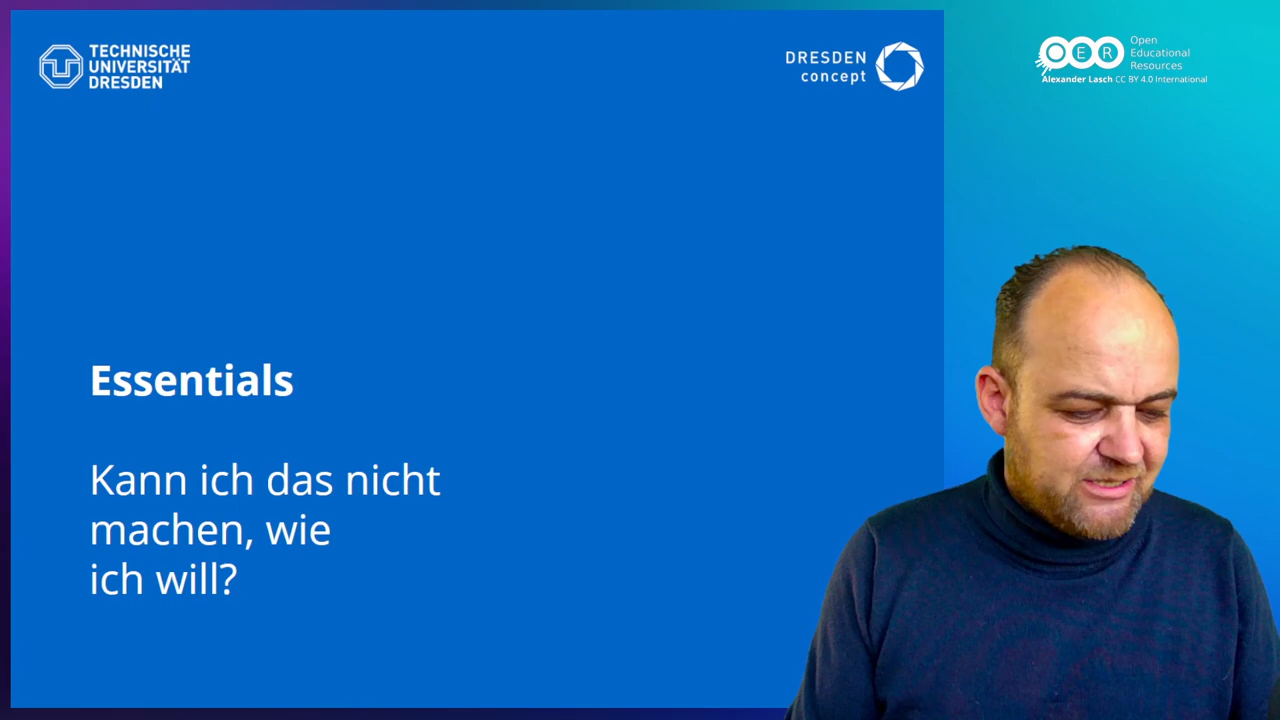 TECHNISCHE
UNIVERSITÄT
DRESDEN
DRESDEN
concept
OER
Open
Educational
Resources
Alexander Lasch CC BY 4.0 International
Essentials
Kann ich das nicht
machen, wie
ich will?